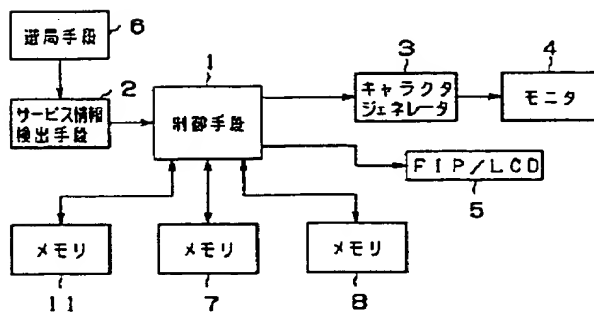 選局手段
6
2
サービス情報
検出手段
1
制御手段
3
キャラクタ
ジェネレータ
4
モニタ
FIP/LCD
5
メモリ
11
メモリ
7
メモリ
8